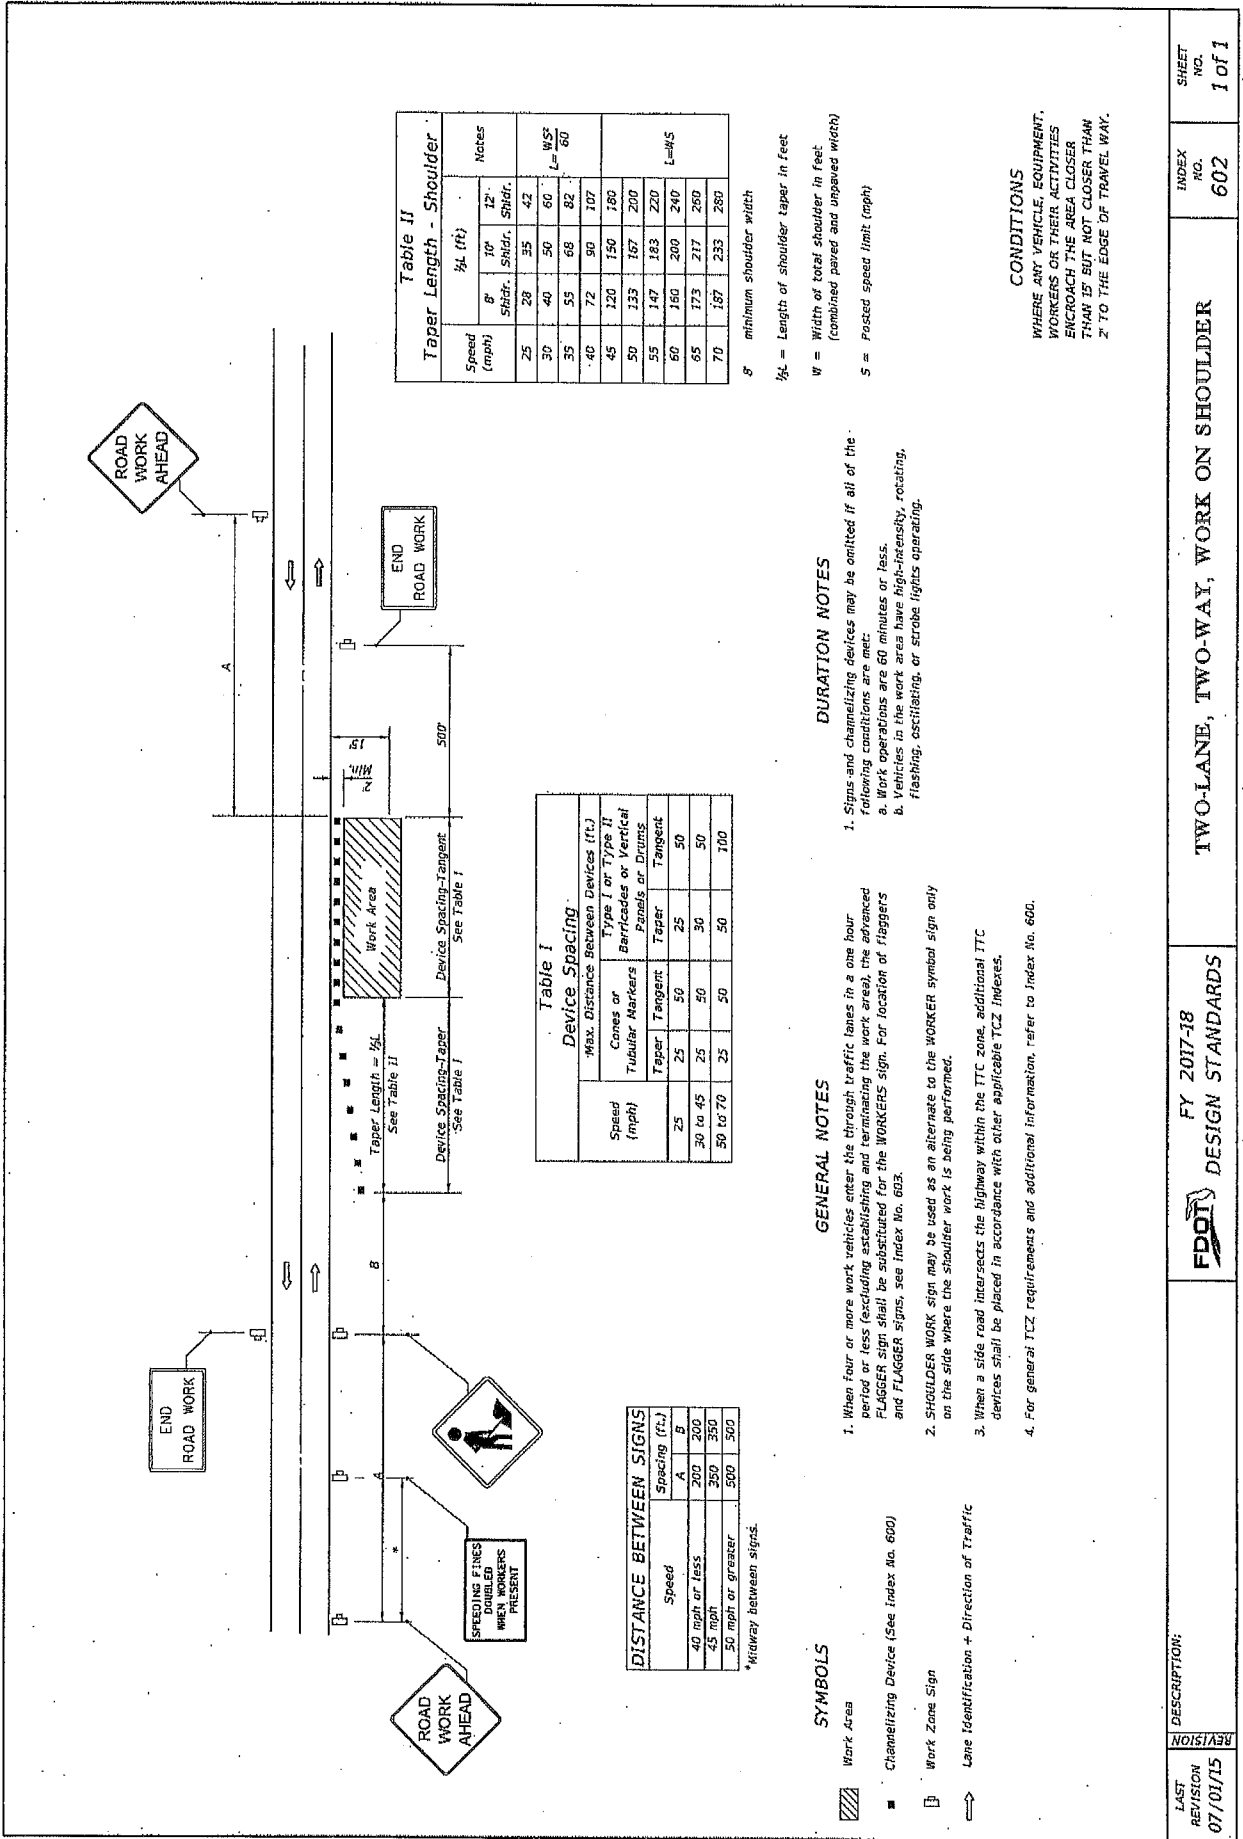 END
ROAD WORK
ROAD
WORK
AHEAD
A
ROAD
WORK
AHEAD
SPEEDING FINES
DOUBLED
WHEN WORKERS
PRESENT
*
A
B
Taper Length = ⅓L
See Table II
Device Spacing-Taper
See Table I
Work Area
Device Spacing-Tangent
See Table I
2'
Min.
15'
500'
END
ROAD WORK
DISTANCE BETWEEN SIGNS
Speed Spacing (ft.)
A B
40 mph or less 200 200
45 mph 350 350
50 mph or greater 500 500
*Midway between signs.
Table I
Device Spacing
Speed (mph) Max. Distance Between Devices (ft.)
Cones or Tubular Markers Type I or Type II Barricades or Vertical Panels or Drums
Taper Tangent Taper Tangent
25 25 50 25 50
30 to 45 25 50 30 50
50 to 70 25 50 50 100
Table II
Taper Length - Shoulder
Speed (mph) ⅓L (ft) Notes
8' Shldr. 10' Shldr. 12' Shldr.
25 28 35 42 L= WS²/60
30 40 50 60
35 55 68 82
40 72 90 107
45 120 150 180 L=WS
50 133 167 200
55 147 183 220
60 160 200 240
65 173 217 260
70 187 233 280
8' minimum shoulder width
⅓L = Length of shoulder taper in feet
W = Width of total shoulder in feet
(combined paved and unpaved width)
S = Posted speed limit (mph)
SYMBOLS
Work Area
Channelizing Device (See Index No. 600)
Work Zone Sign
Lane Identification + Direction of Traffic
GENERAL NOTES
1. When four or more work vehicles enter the through traffic lanes in a one hour
period or less (excluding establishing and terminating the work area), the advanced
FLAGGER sign shall be substituted for the WORKERS sign. For location of flaggers
and FLAGGER signs, see Index No. 603.
2. SHOULDER WORK sign may be used as an alternate to the WORKER symbol sign only
on the side where the shoulder work is being performed.
3. When a side road intersects the highway within the TTC zone, additional TTC
devices shall be placed in accordance with other applicable TCZ Indexes.
4. For general TCZ requirements and additional information, refer to Index No. 600.
DURATION NOTES
1. Signs and channelizing devices may be omitted if all of the
following conditions are met:
a. Work operations are 60 minutes or less.
b. Vehicles in the work area have high-intensity, rotating,
flashing, oscillating, or strobe lights operating.
CONDITIONS
WHERE ANY VEHICLE, EQUIPMENT,
WORKERS OR THEIR ACTIVITIES
ENCROACH THE AREA CLOSER
THAN 15' BUT NOT CLOSER THAN
2' TO THE EDGE OF TRAVEL WAY.
LAST
REVISION
07/01/15
REVISION
DESCRIPTION:
FDOT
FY 2017-18
DESIGN STANDARDS
TWO-LANE, TWO-WAY, WORK ON SHOULDER
INDEX
NO.
602
SHEET
NO.
1 of 1